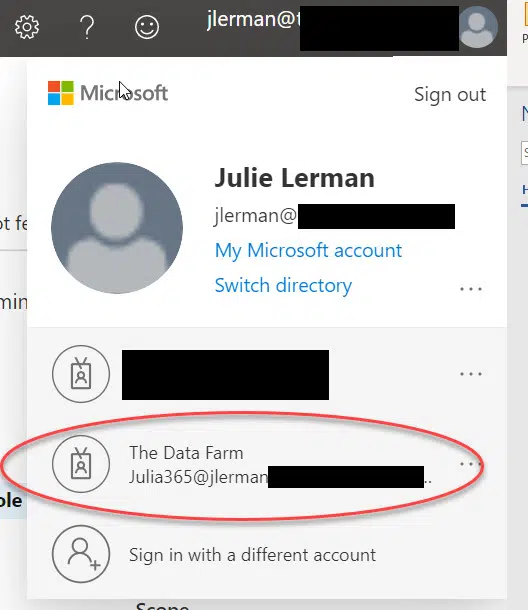 jlerman@t
Microsoft
Sign out
Julie Lerman
jlerman@
My Microsoft account
Switch directory
...
...
The Data Farm
...
Julia365@jlerman
..
Sign in with a different account
ot fe
min
ole
Scope